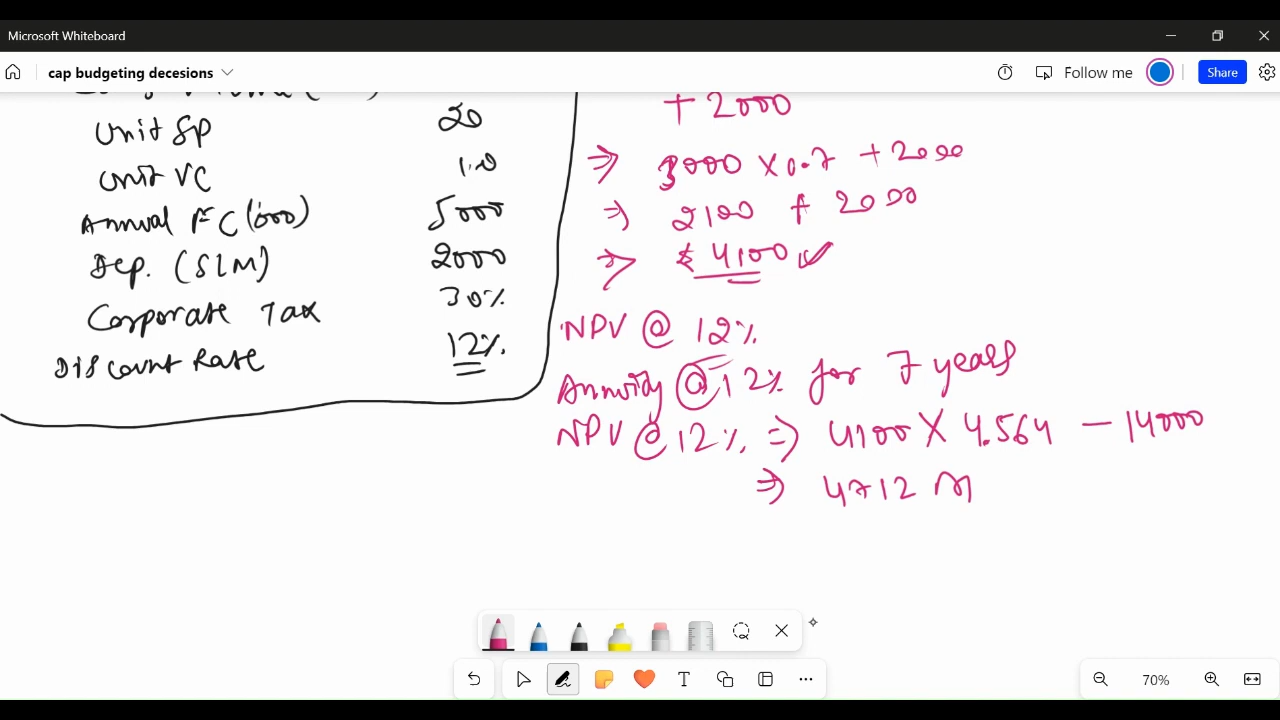 Microsoft Whiteboard
cap budgeting decesions
Follow me
Share
Unit SP 20
Unit VC
Annual FC ('000) 5000
Dep. (SLM) 2000
Corporate Tax 30%
Discount Rate 12%
+ 2000
⇒ 3000 × 0.7 + 2000
⇒ 2100 + 2000
⇒ 4100
NPV @ 12%
Annuity @ 12% for 7 years
NPV @ 12% ⇒ 4100 × 4.564 - 14000
⇒ 4712
70%